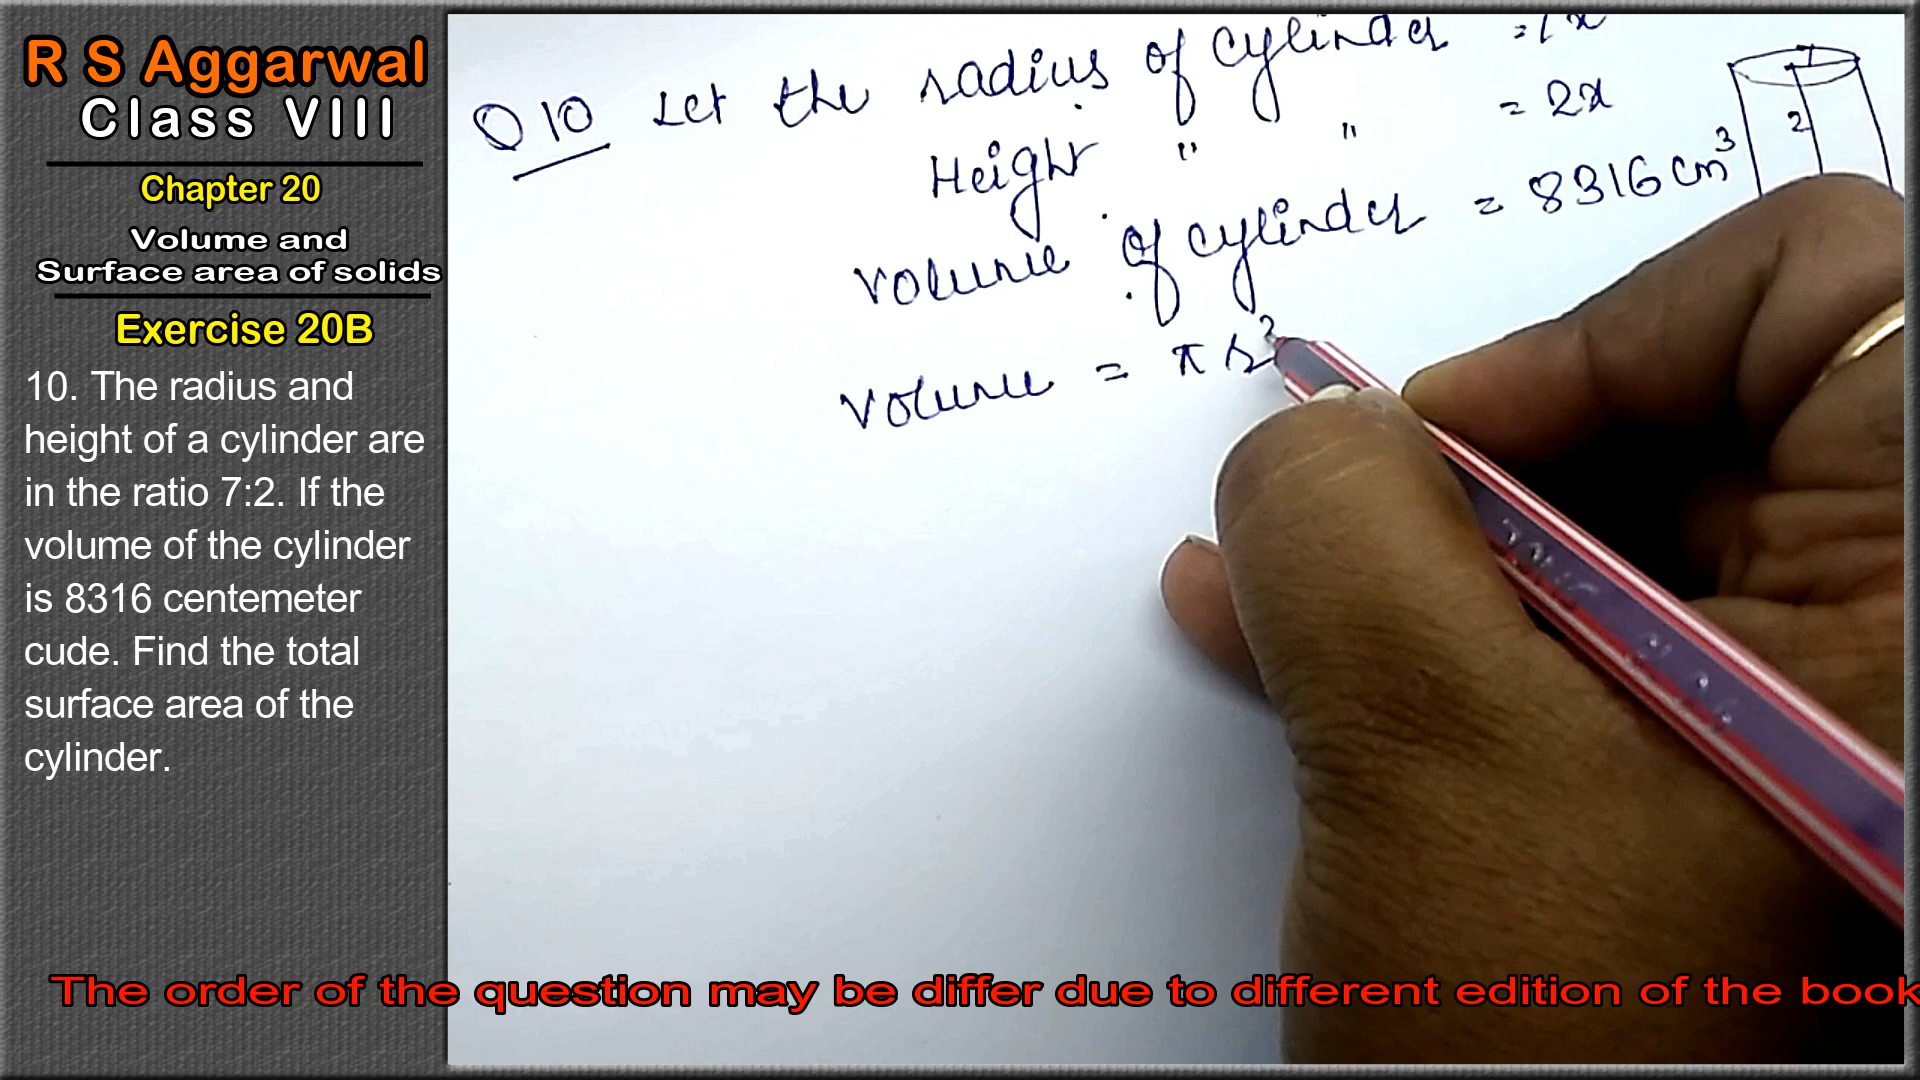 R S Aggarwal
Class VIII
Chapter 20
Volume and
Surface area of solids
Exercise 20B
10. The radius and
height of a cylinder are
in the ratio 7:2. If the
volume of the cylinder
is 8316 centemeter
cude. Find the total
surface area of the
cylinder.
Q 10 Let the radius of cylinder = 7x
Height " " = 2x
Volume of cylinder = 8316 cm³
Volume = π r²
2
The order of the question may be differ due to different edition of the book